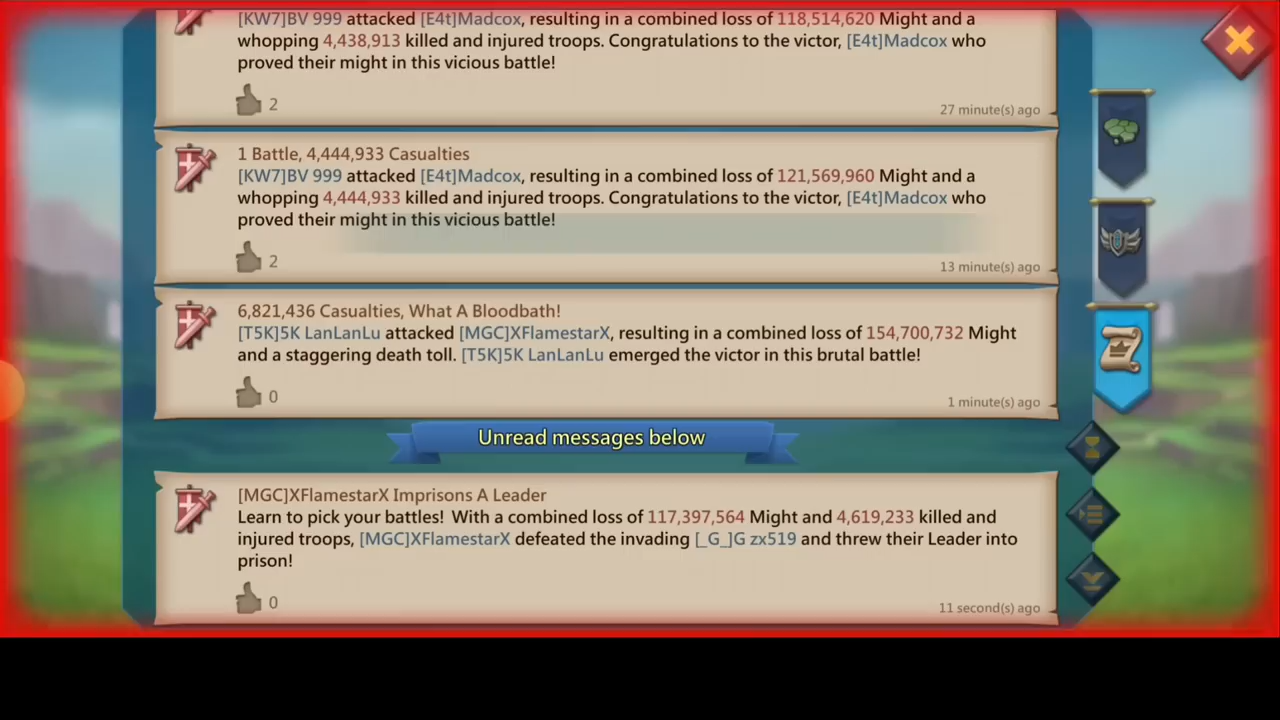 [KW7]BV 999 attacked [E4t]Madcox, resulting in a combined loss of 118,514,620 Might and a
whopping 4,438,913 killed and injured troops. Congratulations to the victor, [E4t]Madcox who
proved their might in this vicious battle!
2
27 minute(s) ago
1 Battle, 4,444,933 Casualties
[KW7]BV 999 attacked [E4t]Madcox, resulting in a combined loss of 121,569,960 Might and a
whopping 4,444,933 killed and injured troops. Congratulations to the victor, [E4t]Madcox who
proved their might in this vicious battle!
2
13 minute(s) ago
6,821,436 Casualties, What A Bloodbath!
[T5K]5K LanLanLu attacked [MGC]XFlamestarX, resulting in a combined loss of 154,700,732 Might
and a staggering death toll. [T5K]5K LanLanLu emerged the victor in this brutal battle!
0
1 minute(s) ago
Unread messages below
[MGC]XFlamestarX Imprisons A Leader
Learn to pick your battles! With a combined loss of 117,397,564 Might and 4,619,233 killed and
injured troops, [MGC]XFlamestarX defeated the invading [_G_]G zx519 and threw their Leader into
prison!
0
11 second(s) ago